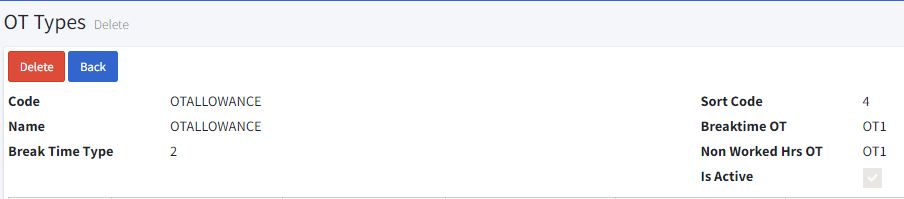 OT Types Delete
Delete Back
Code OTALLOWANCE Sort Code 4
Name OTALLOWANCE Breaktime OT OT1
Break Time Type 2 Non Worked Hrs OT OT1
Is Active